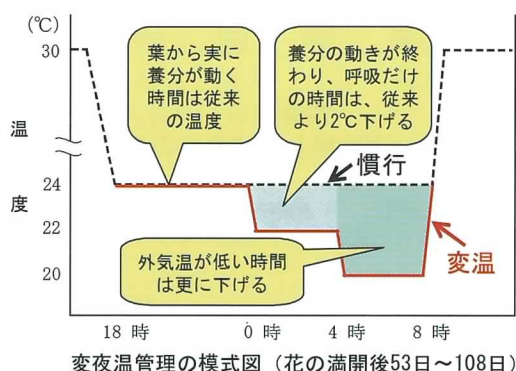 (℃)
30
温
度
24
22
20
葉から実に
養分が動く
時間は従来
の温度
養分の動きが終
わり、呼吸だけ
の時間は、従来
より2℃下げる
慣行
変温
外気温が低い時間
は更に下げる
18 時
0 時
4 時
8 時
変夜温管理の模式図（花の満開後53日～108日）